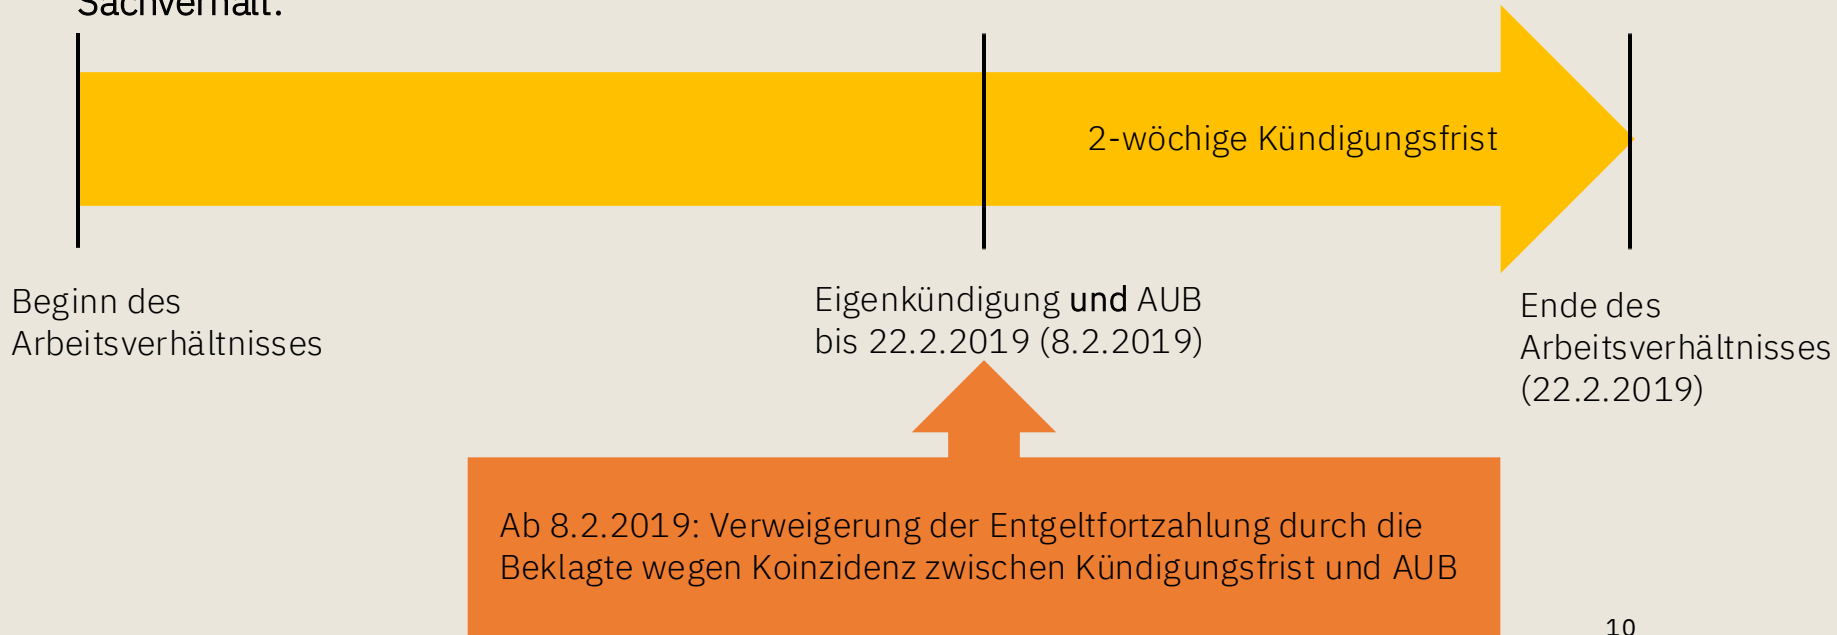 Sachverhalt:
2-wöchige Kündigungsfrist
Beginn des
Arbeitsverhältnisses
Eigenkündigung und AUB
bis 22.2.2019 (8.2.2019)
Ende des
Arbeitsverhältnisses
(22.2.2019)
Ab 8.2.2019: Verweigerung der Entgeltfortzahlung durch die
Beklagte wegen Koinzidenz zwischen Kündigungsfrist und AUB
10